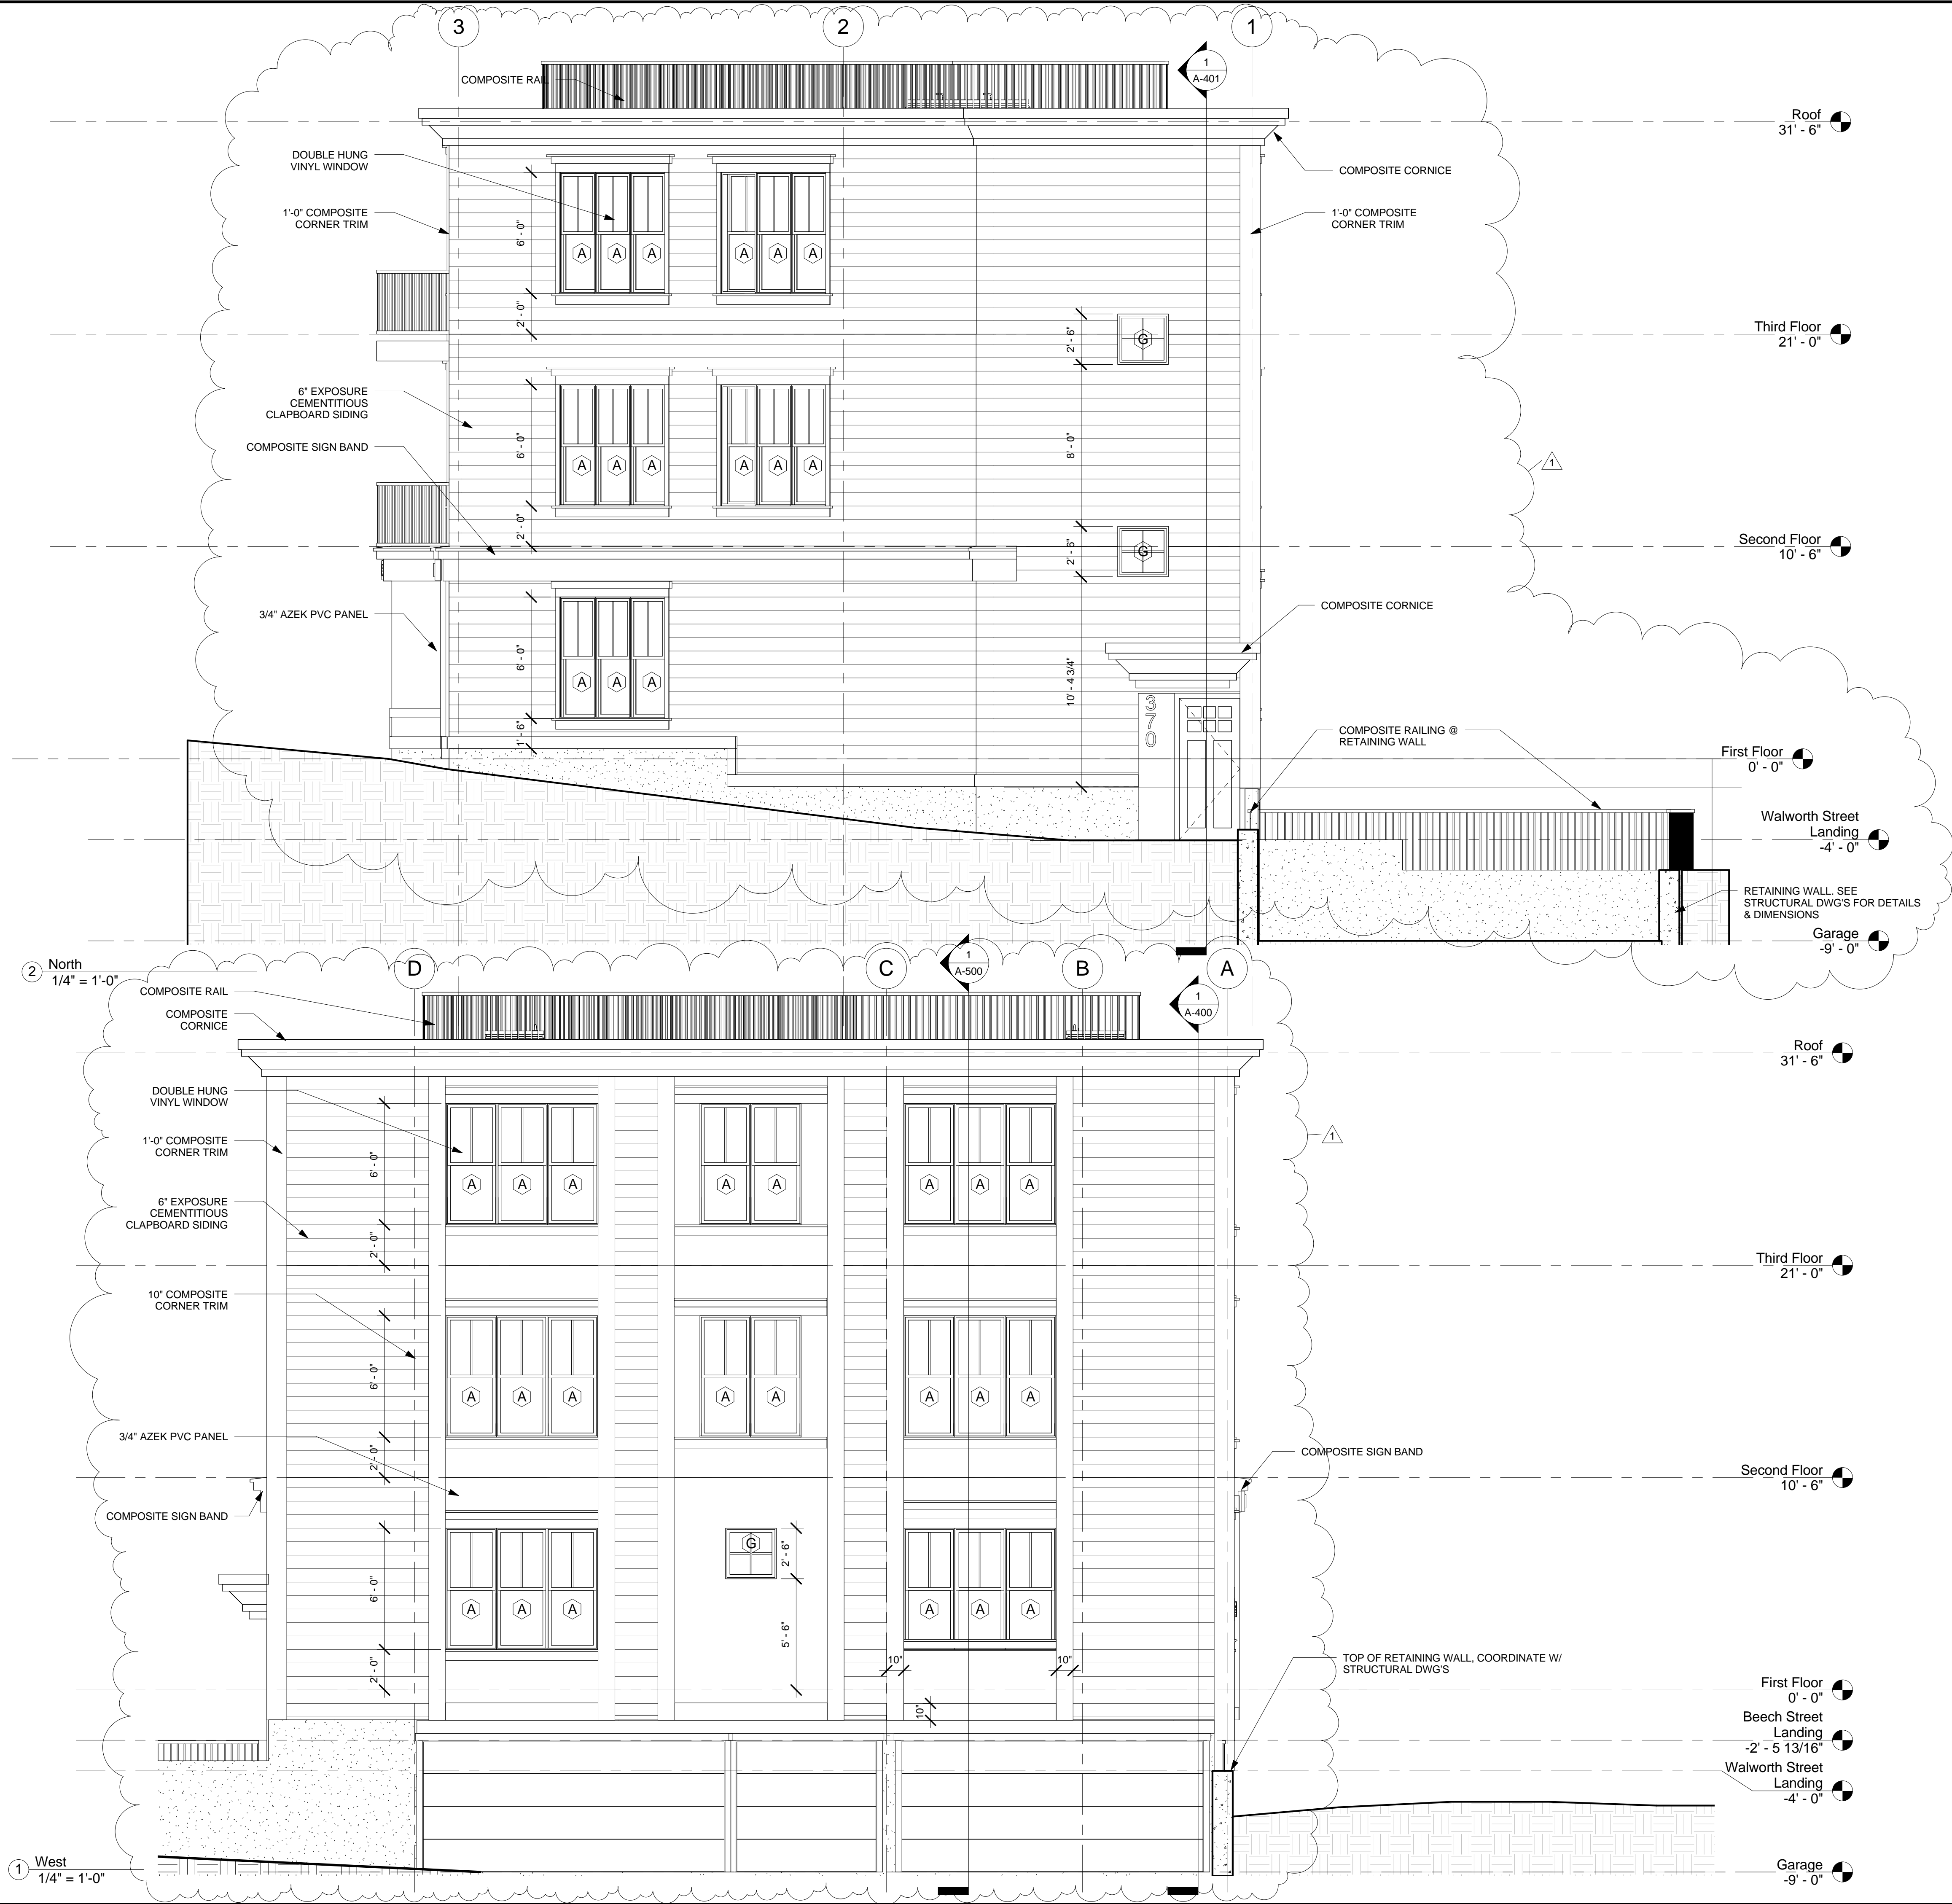 3
2
1
1
A-401
COMPOSITE RAIL
Roof
31' - 6"
DOUBLE HUNG
VINYL WINDOW
COMPOSITE CORNICE
1'-0" COMPOSITE
CORNER TRIM
1'-0" COMPOSITE
CORNER TRIM
6' - 0"
A A A A A A
2' - 0"
2' - 6"
G
Third Floor
21' - 0"
6" EXPOSURE
CEMENTITIOUS
CLAPBOARD SIDING
COMPOSITE SIGN BAND
6' - 0"
A A A A A A
8' - 0"
1
2' - 0"
2' - 6"
G
Second Floor
10' - 6"
3/4" AZEK PVC PANEL
COMPOSITE CORNICE
6' - 0"
A A A
10' - 4 3/4"
1' - 6"
3
7
0
COMPOSITE RAILING @
RETAINING WALL
First Floor
0' - 0"
Walworth Street
Landing
-4' - 0"
RETAINING WALL. SEE
STRUCTURAL DWG'S FOR DETAILS
& DIMENSIONS
Garage
-9' - 0"
2 North
1/4" = 1'-0"
D
C
1
A-500
B
A
1
A-400
COMPOSITE RAIL
COMPOSITE
CORNICE
Roof
31' - 6"
DOUBLE HUNG
VINYL WINDOW
1'-0" COMPOSITE
CORNER TRIM
1
6' - 0"
A A A A A A A A
6" EXPOSURE
CEMENTITIOUS
CLAPBOARD SIDING
2' - 0"
Third Floor
21' - 0"
10" COMPOSITE
CORNER TRIM
6' - 0"
A A A A A A A A
3/4" AZEK PVC PANEL
2' - 0"
COMPOSITE SIGN BAND
Second Floor
10' - 6"
COMPOSITE SIGN BAND
G
2' - 6"
6' - 0"
A A A A A A
5' - 6"
2' - 0"
10"
10"
10"
TOP OF RETAINING WALL, COORDINATE W/
STRUCTURAL DWG'S
First Floor
0' - 0"
Beech Street
Landing
-2' - 5 13/16"
Walworth Street
Landing
-4' - 0"
1 West
1/4" = 1'-0"
Garage
-9' - 0"